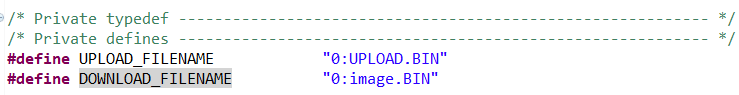 /* Private typedef ----------------------------------------------------------- */
/* Private defines ----------------------------------------------------------- */
#define UPLOAD_FILENAME "0:UPLOAD.BIN"
#define DOWNLOAD_FILENAME "0:image.BIN"